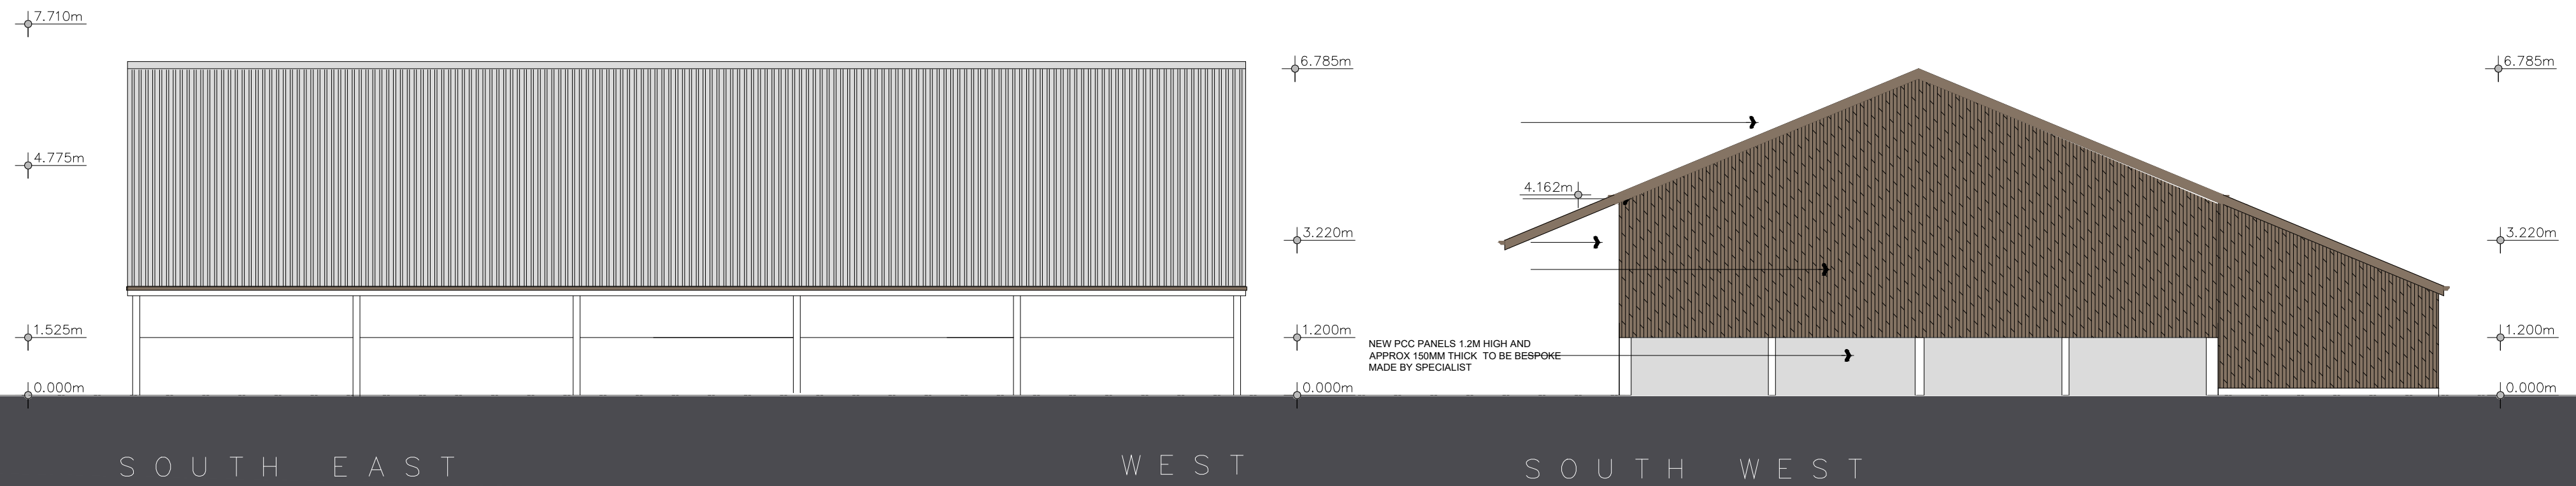 7.710m
4.775m
1.525m
0.000m
6.785m
3.220m
1.200m
0.000m
4.162m
NEW PCC PANELS 1.2M HIGH AND
APPROX 150MM THICK TO BE BESPOKE
MADE BY SPECIALIST
6.785m
3.220m
1.200m
0.000m
SOUTH EAST
WEST
SOUTH WEST